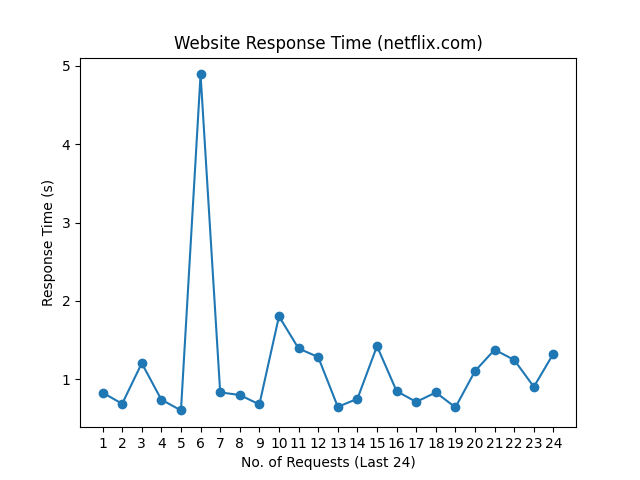 Website Response Time (netflix.com)
5
4
3
2
1
Response Time (s)
1 2 3 4 5 6 7 8 9 10 11 12 13 14 15 16 17 18 19 20 21 22 23 24
No. of Requests (Last 24)